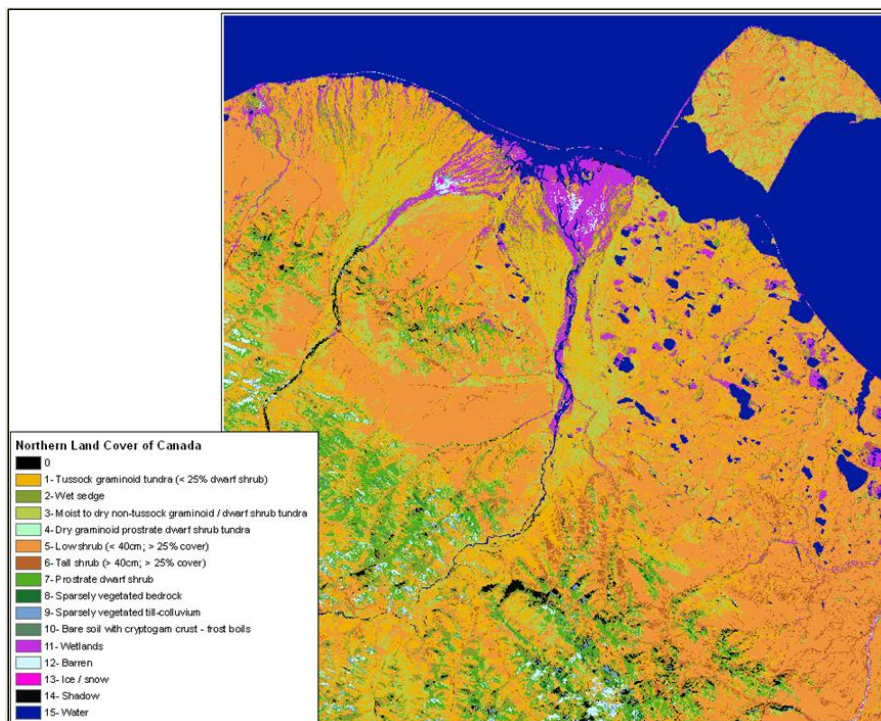 Northern Land Cover of Canada
0
1- Tussock graminoid tundra (< 25% dwarf shrub)
2- Wet sedge
3- Moist to dry non-tussock graminoid / dwarf shrub tundra
4- Dry graminoid prostrate dwarf shrub tundra
5- Low shrub (< 40cm; > 25% cover)
6- Tall shrub (> 40cm; > 25% cover)
7- Prostrate dwarf shrub
8- Sparsely vegetated bedrock
9- Sparsely vegetated till-colluvium
10- Bare soil with cryptogam crust - frost boils
11- Wetlands
12- Barren
13- Ice / snow
14- Shadow
15- Water